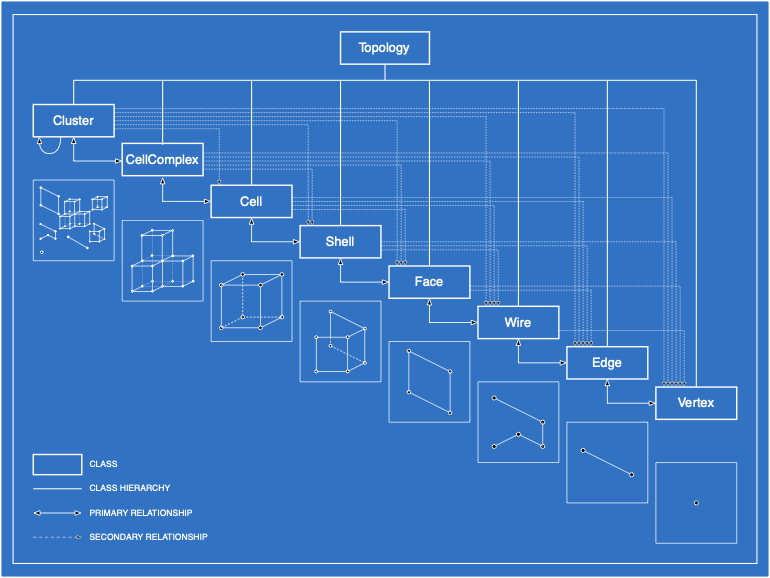 Topology
Cluster
CellComplex
Cell
Shell
Face
Wire
Edge
Vertex
CLASS
CLASS HIERARCHY
PRIMARY RELATIONSHIP
SECONDARY RELATIONSHIP